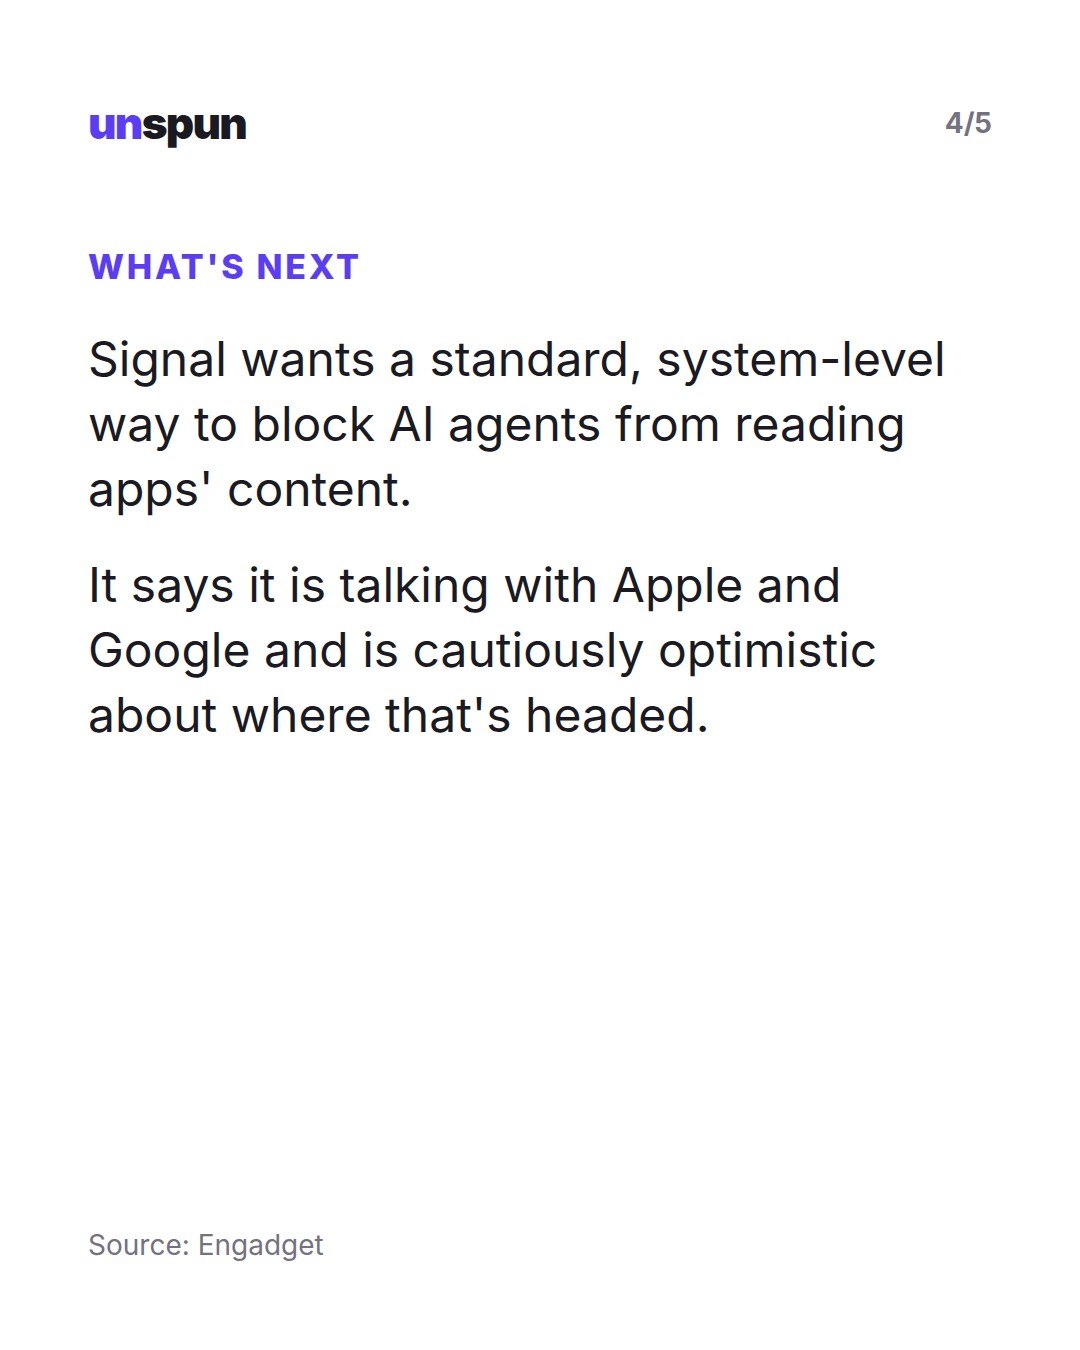 unspun
4/5
WHAT'S NEXT
Signal wants a standard, system-level
way to block AI agents from reading
apps' content.
It says it is talking with Apple and
Google and is cautiously optimistic
about where that's headed.
Source: Engadget